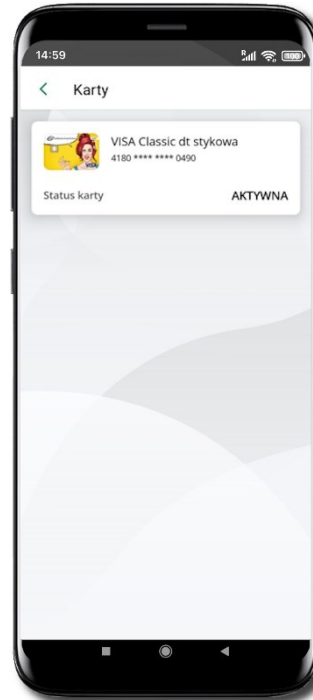 14:59
Karty
VISA Classic dt stykowa
4180 **** **** 0490
Status karty
AKTYWNA